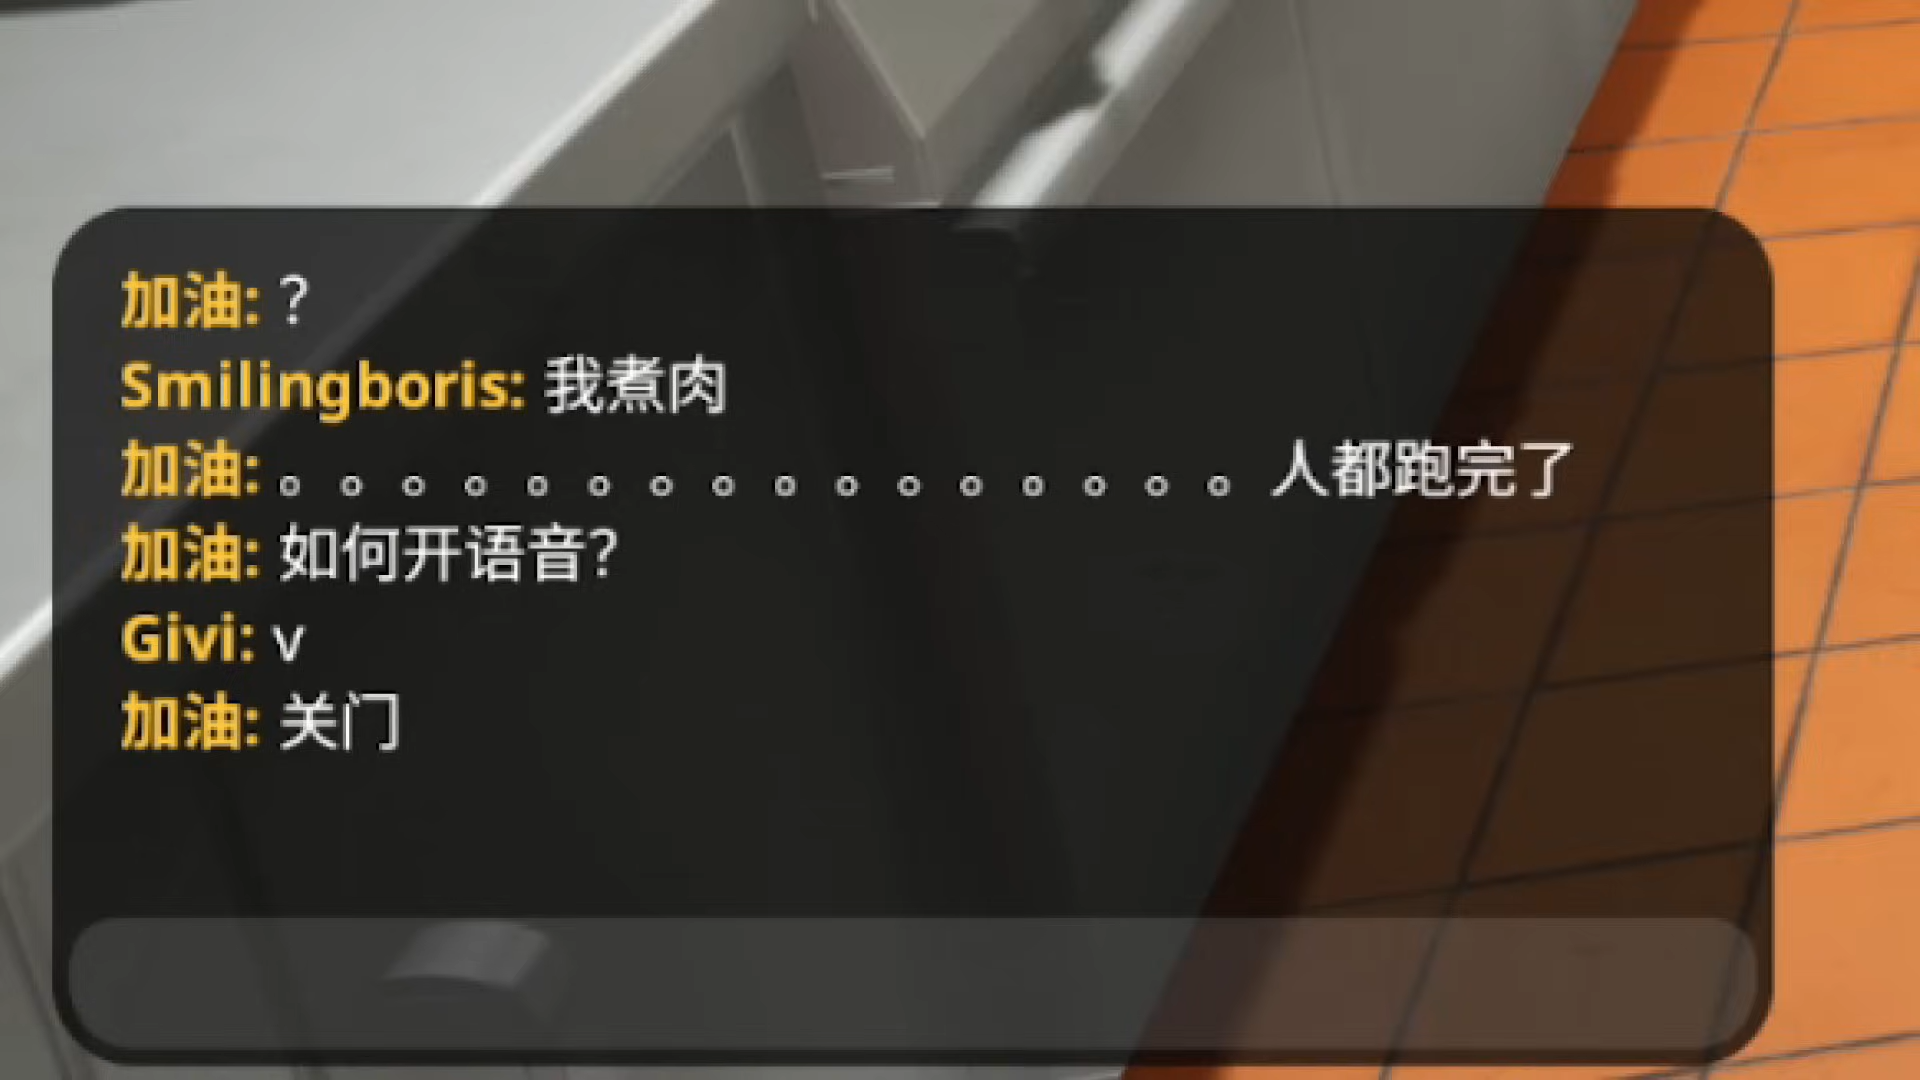 加油: ?
Smilingboris: 我煮肉
加油: 。。。。。。。。。。。。。。。。人都跑完了
加油: 如何开语音?
Givi: v
加油: 关门